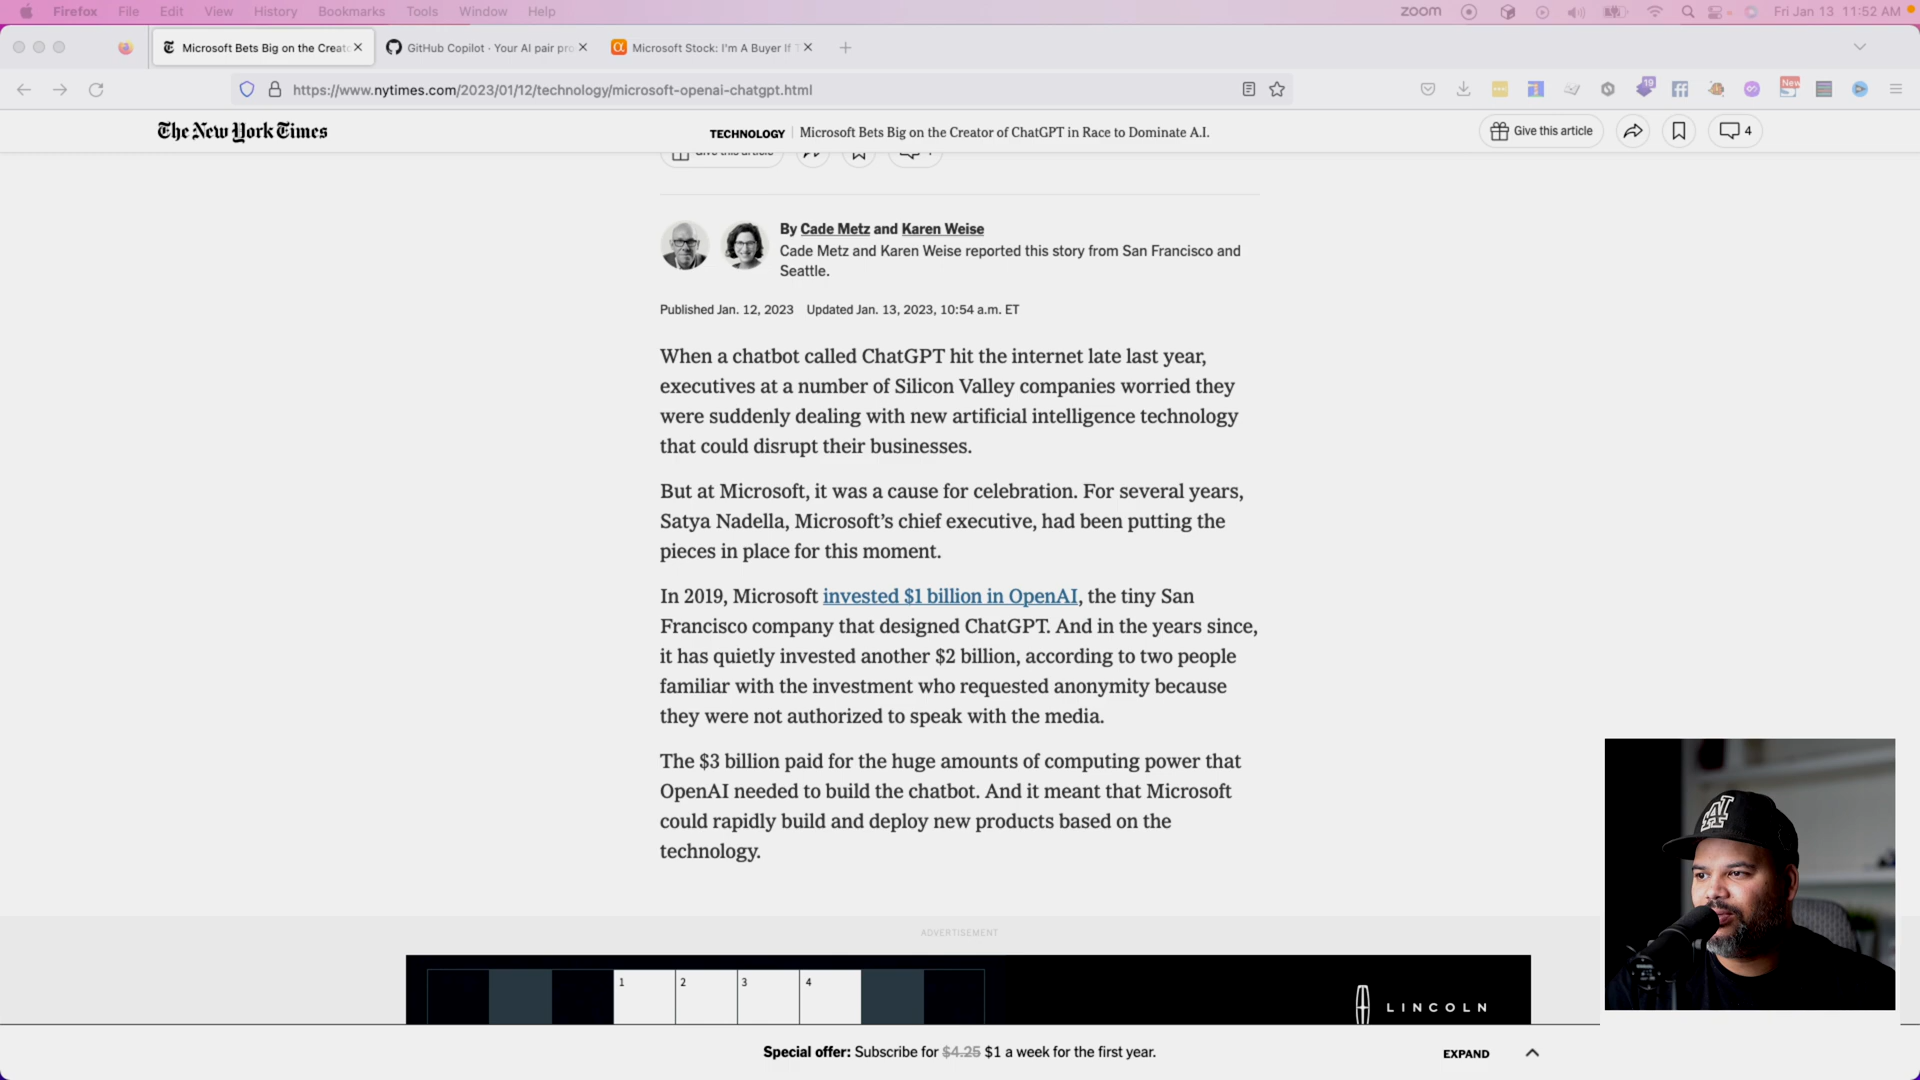 Firefox File Edit View History Bookmarks Tools Window Help
zoom
Fri Jan 13 11:52 AM
Microsoft Bets Big on the Creato
GitHub Copilot · Your AI pair pro
Microsoft Stock: I'm A Buyer If T
https://www.nytimes.com/2023/01/12/technology/microsoft-openai-chatgpt.html
19
New
The New York Times
TECHNOLOGY | Microsoft Bets Big on the Creator of ChatGPT in Race to Dominate A.I.
Give this article
4
Give this article
By Cade Metz and Karen Weise
Cade Metz and Karen Weise reported this story from San Francisco and
Seattle.
Published Jan. 12, 2023 Updated Jan. 13, 2023, 10:54 a.m. ET
When a chatbot called ChatGPT hit the internet late last year,
executives at a number of Silicon Valley companies worried they
were suddenly dealing with new artificial intelligence technology
that could disrupt their businesses.
But at Microsoft, it was a cause for celebration. For several years,
Satya Nadella, Microsoft's chief executive, had been putting the
pieces in place for this moment.
In 2019, Microsoft invested $1 billion in OpenAI, the tiny San
Francisco company that designed ChatGPT. And in the years since,
it has quietly invested another $2 billion, according to two people
familiar with the investment who requested anonymity because
they were not authorized to speak with the media.
The $3 billion paid for the huge amounts of computing power that
OpenAI needed to build the chatbot. And it meant that Microsoft
could rapidly build and deploy new products based on the
technology.
ADVERTISEMENT
1 2 3 4
LINCOLN
AI
Special offer: Subscribe for $4.25 $1 a week for the first year.
EXPAND